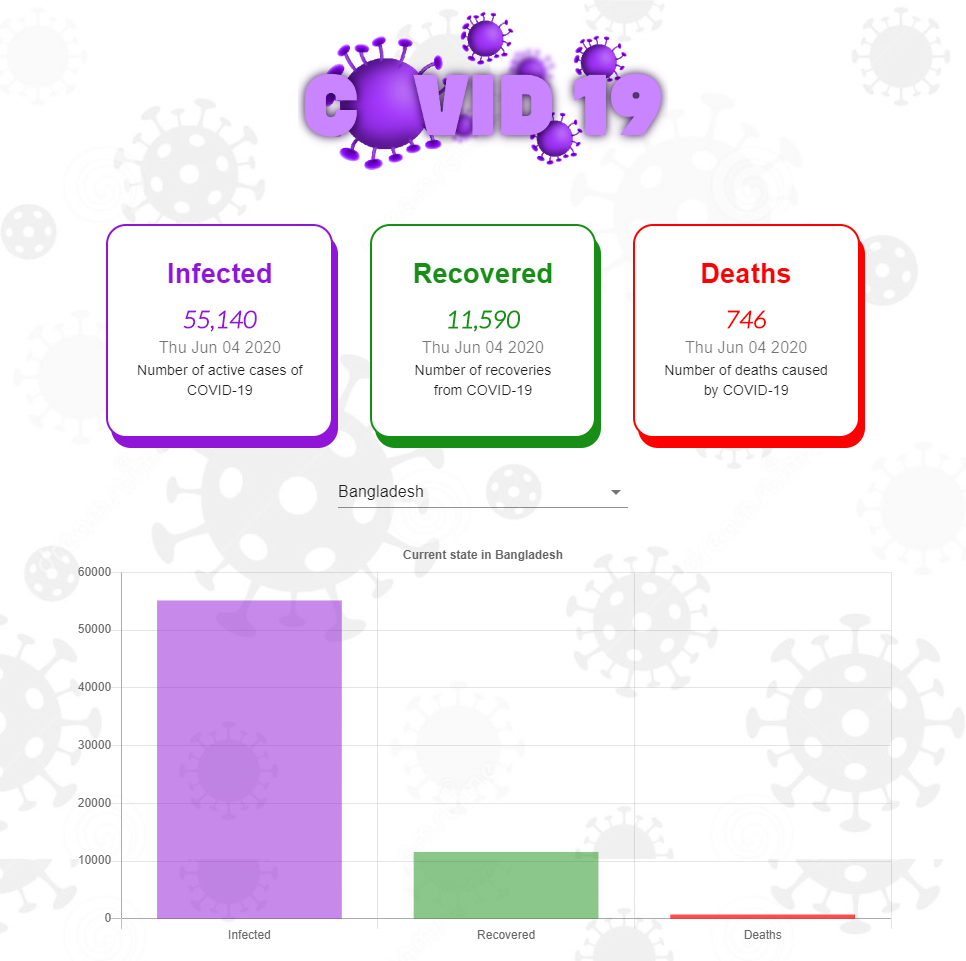 COVID 19
Infected
55,140
Thu Jun 04 2020
Number of active cases of
COVID-19
Recovered
11,590
Thu Jun 04 2020
Number of recoveries
from COVID-19
Deaths
746
Thu Jun 04 2020
Number of deaths caused
by COVID-19
Bangladesh
Current state in Bangladesh
60000
50000
40000
30000
20000
10000
0
Infected
Recovered
Deaths